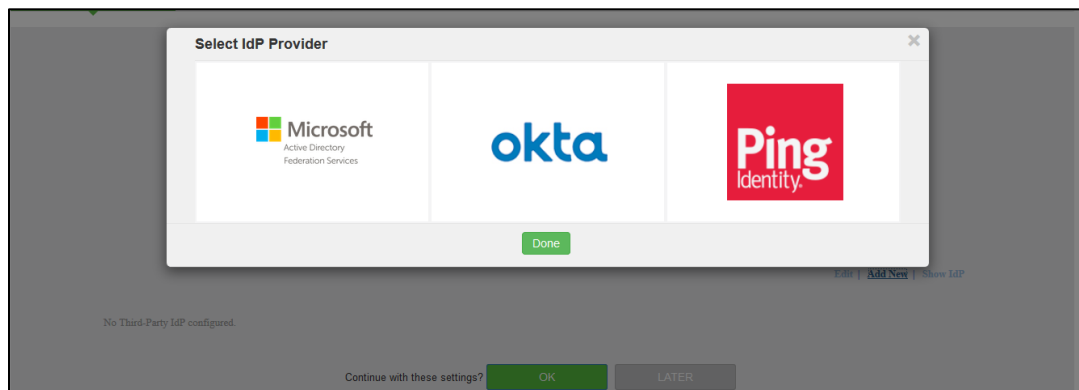 Select IdP Provider
×
Microsoft
Active Directory
Federation Services
okta
Ping
Identity.
Done
Edit | Add New | Show IdP
No Third-Party IdP configured.
Continue with these settings? OK LATER